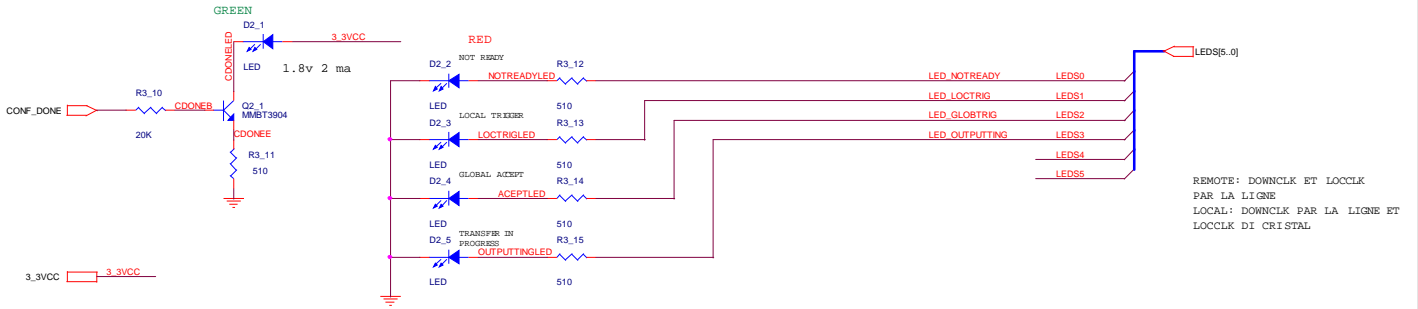 GREEN
D2_1
3_3VCC
CDONELED
LED
1.8v 2 ma
R3_10
CONF_DONE
CDONEB
Q2_1
MMBT3904
20K
CDONEE
R3_11
510
3_3VCC
3_3VCC
RED
NOT READY
D2_2
R3_12
NOTREADYLED
LED_NOTREADY
LEDS0
LED
510
LOCAL TRIGGER
D2_3
R3_13
LOCTRIGLED
LED_LOCTRIG
LEDS1
LED
510
GLOBAL ACEPT
D2_4
R3_14
ACEPTLED
LED_GLOBTRIG
LEDS2
LED
510
TRANSFER IN
PROGRESS
D2_5
R3_15
OUTPUTTINGLED
LED_OUTPUTTING
LEDS3
LED
510
LEDS4
LEDS5
LEDS[5..0]
REMOTE: DOWNCLK ET LOCCLK
PAR LA LIGNE
LOCAL: DOWNCLK PAR LA LIGNE ET
LOCCLK DI CRISTAL